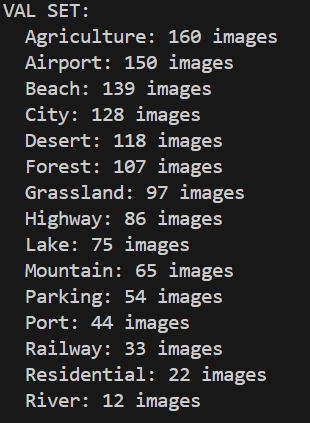 VAL SET:
Agriculture: 160 images
Airport: 150 images
Beach: 139 images
City: 128 images
Desert: 118 images
Forest: 107 images
Grassland: 97 images
Highway: 86 images
Lake: 75 images
Mountain: 65 images
Parking: 54 images
Port: 44 images
Railway: 33 images
Residential: 22 images
River: 12 images